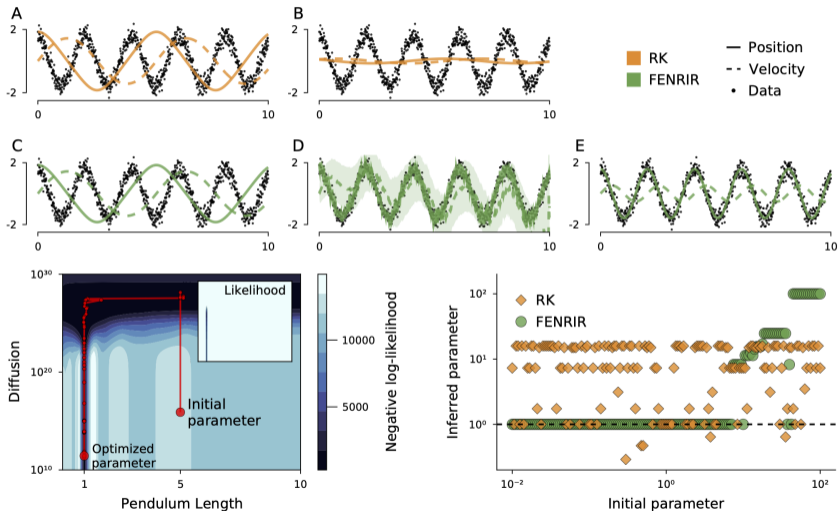 A
2
-2
0
10
B
2
-2
0
10
RK
FENRIR
Position
Velocity
Data
C
2
-2
0
10
D
2
-2
0
10
E
2
-2
0
10
10³⁰
10²⁰
10¹⁰
Diffusion
Likelihood
Initial
parameter
Optimized
parameter
1
5
10
Pendulum Length
10000
5000
Negative log-likelihood
RK
FENRIR
10²
10¹
10⁰
Inferred parameter
10⁻²
10⁰
10²
Initial parameter